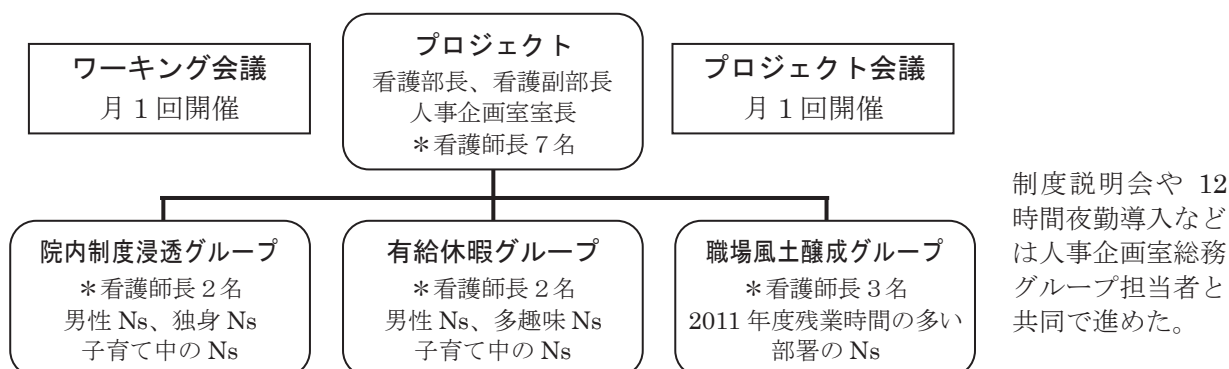 ワーキング会議
月1回開催
プロジェクト
看護部長、看護副部長
人事企画室室長
＊看護師長7名
プロジェクト会議
月1回開催
院内制度浸透グループ
＊看護師長2名
男性 Ns、独身 Ns
子育て中の Ns
有給休暇グループ
＊看護師長2名
男性 Ns、多趣味 Ns
子育て中の Ns
職場風土醸成グループ
＊看護師長3名
2011 年度残業時間の多い
部署の Ns
制度説明会や 12
時間夜勤導入など
は人事企画室総務
グループ担当者と
共同で進めた。